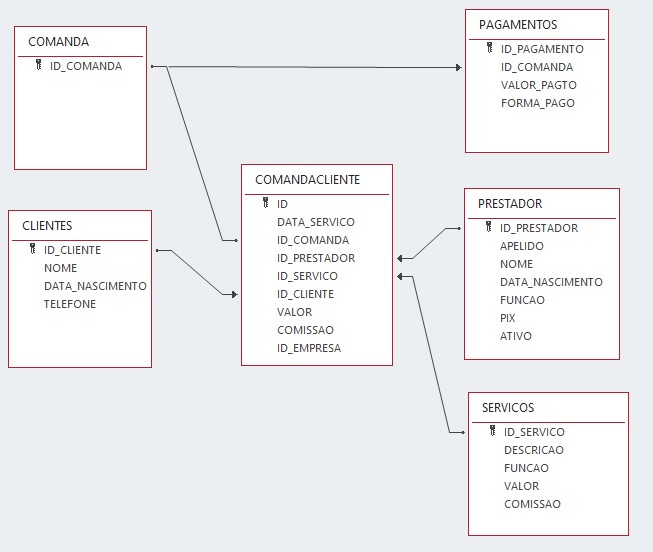 COMANDA
ID_COMANDA
PAGAMENTOS
ID_PAGAMENTO
ID_COMANDA
VALOR_PAGTO
FORMA_PAGO
CLIENTES
ID_CLIENTE
NOME
DATA_NASCIMENTO
TELEFONE
COMANDACLIENTE
ID
DATA_SERVICO
ID_COMANDA
ID_PRESTADOR
ID_SERVICO
ID_CLIENTE
VALOR
COMISSAO
ID_EMPRESA
PRESTADOR
ID_PRESTADOR
APELIDO
NOME
DATA_NASCIMENTO
FUNCAO
PIX
ATIVO
SERVICOS
ID_SERVICO
DESCRICAO
FUNCAO
VALOR
COMISSAO